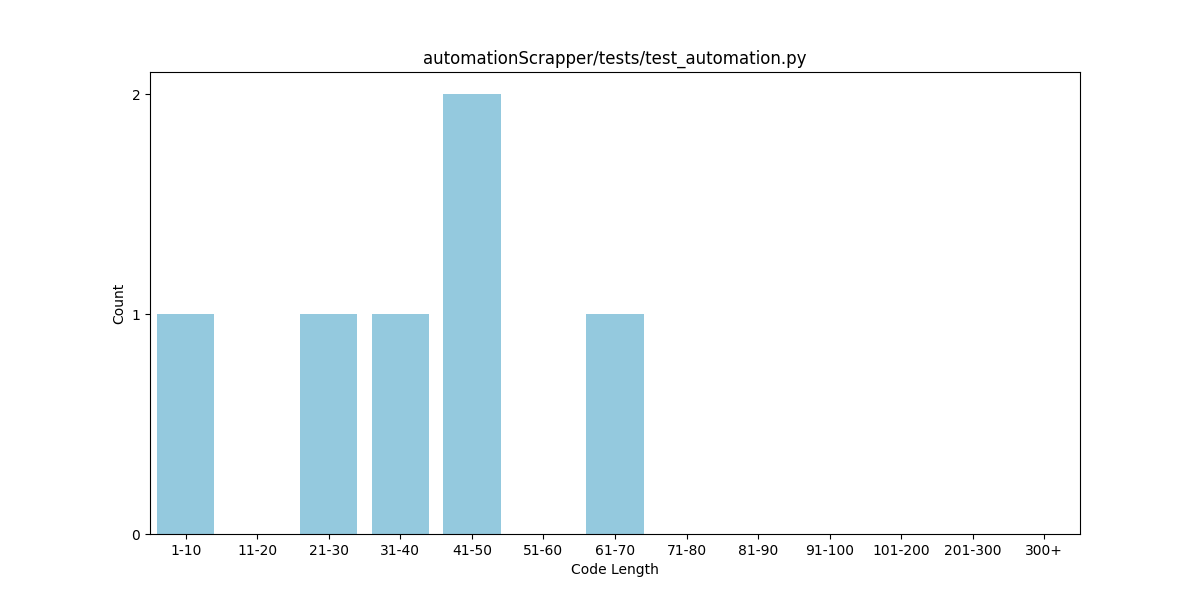 automationScrapper/tests/test_automation.py
2
1
0
Count
1-10 11-20 21-30 31-40 41-50 51-60 61-70 71-80 81-90 91-100 101-200 201-300 300+
Code Length